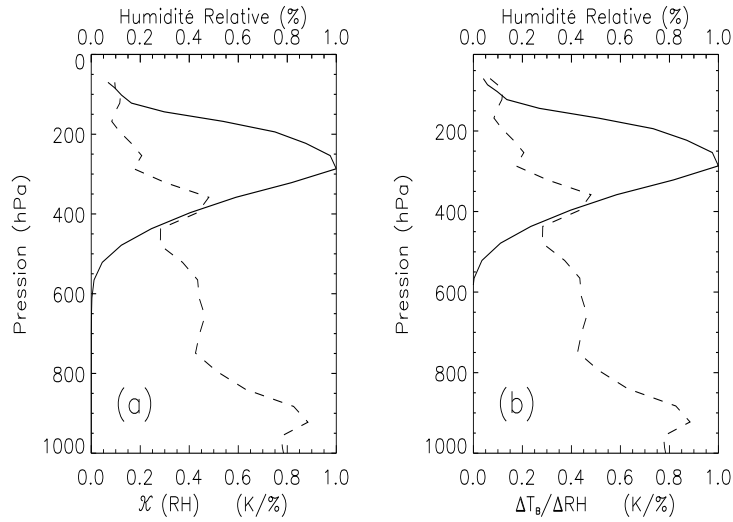 Humidité Relative (%)
0.0 0.2 0.4 0.6 0.8 1.0
0
200
400
600
800
1000
Pression (hPa)
(a)
0.0 0.2 0.4 0.6 0.8 1.0
𝒦 (RH) (K/%)
Humidité Relative (%)
0.0 0.2 0.4 0.6 0.8 1.0
200
400
600
800
1000
Pression (hPa)
(b)
0.0 0.2 0.4 0.6 0.8 1.0
ΔT_B/ΔRH (K/%)